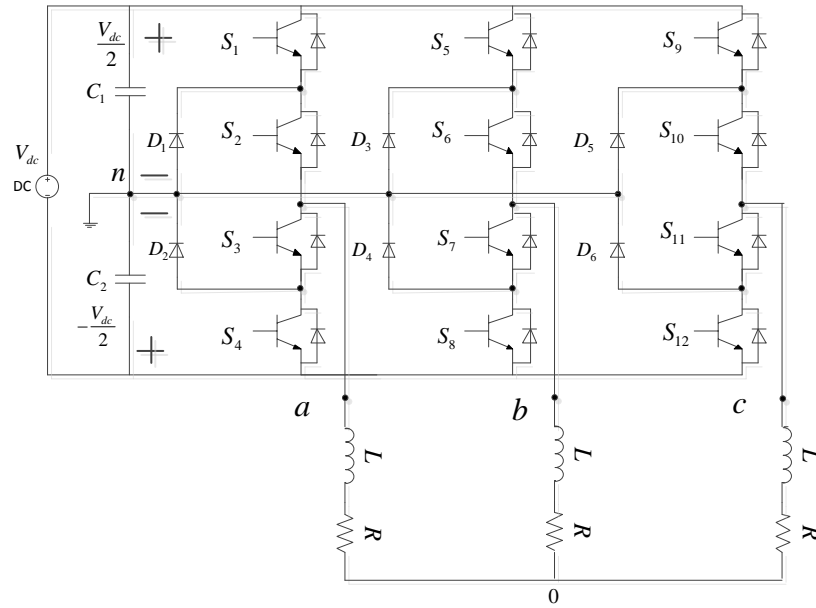 V_dc/2 + S_1 S_5 S_9
C_1
D_1 S_2 D_3 S_6 D_5 S_10
V_dc
DC + − n −
−
D_2 S_3 D_4 S_7 D_6 S_11
C_2
−V_dc/2 + S_4 S_8 S_12
a b c
L L L
R R R
0